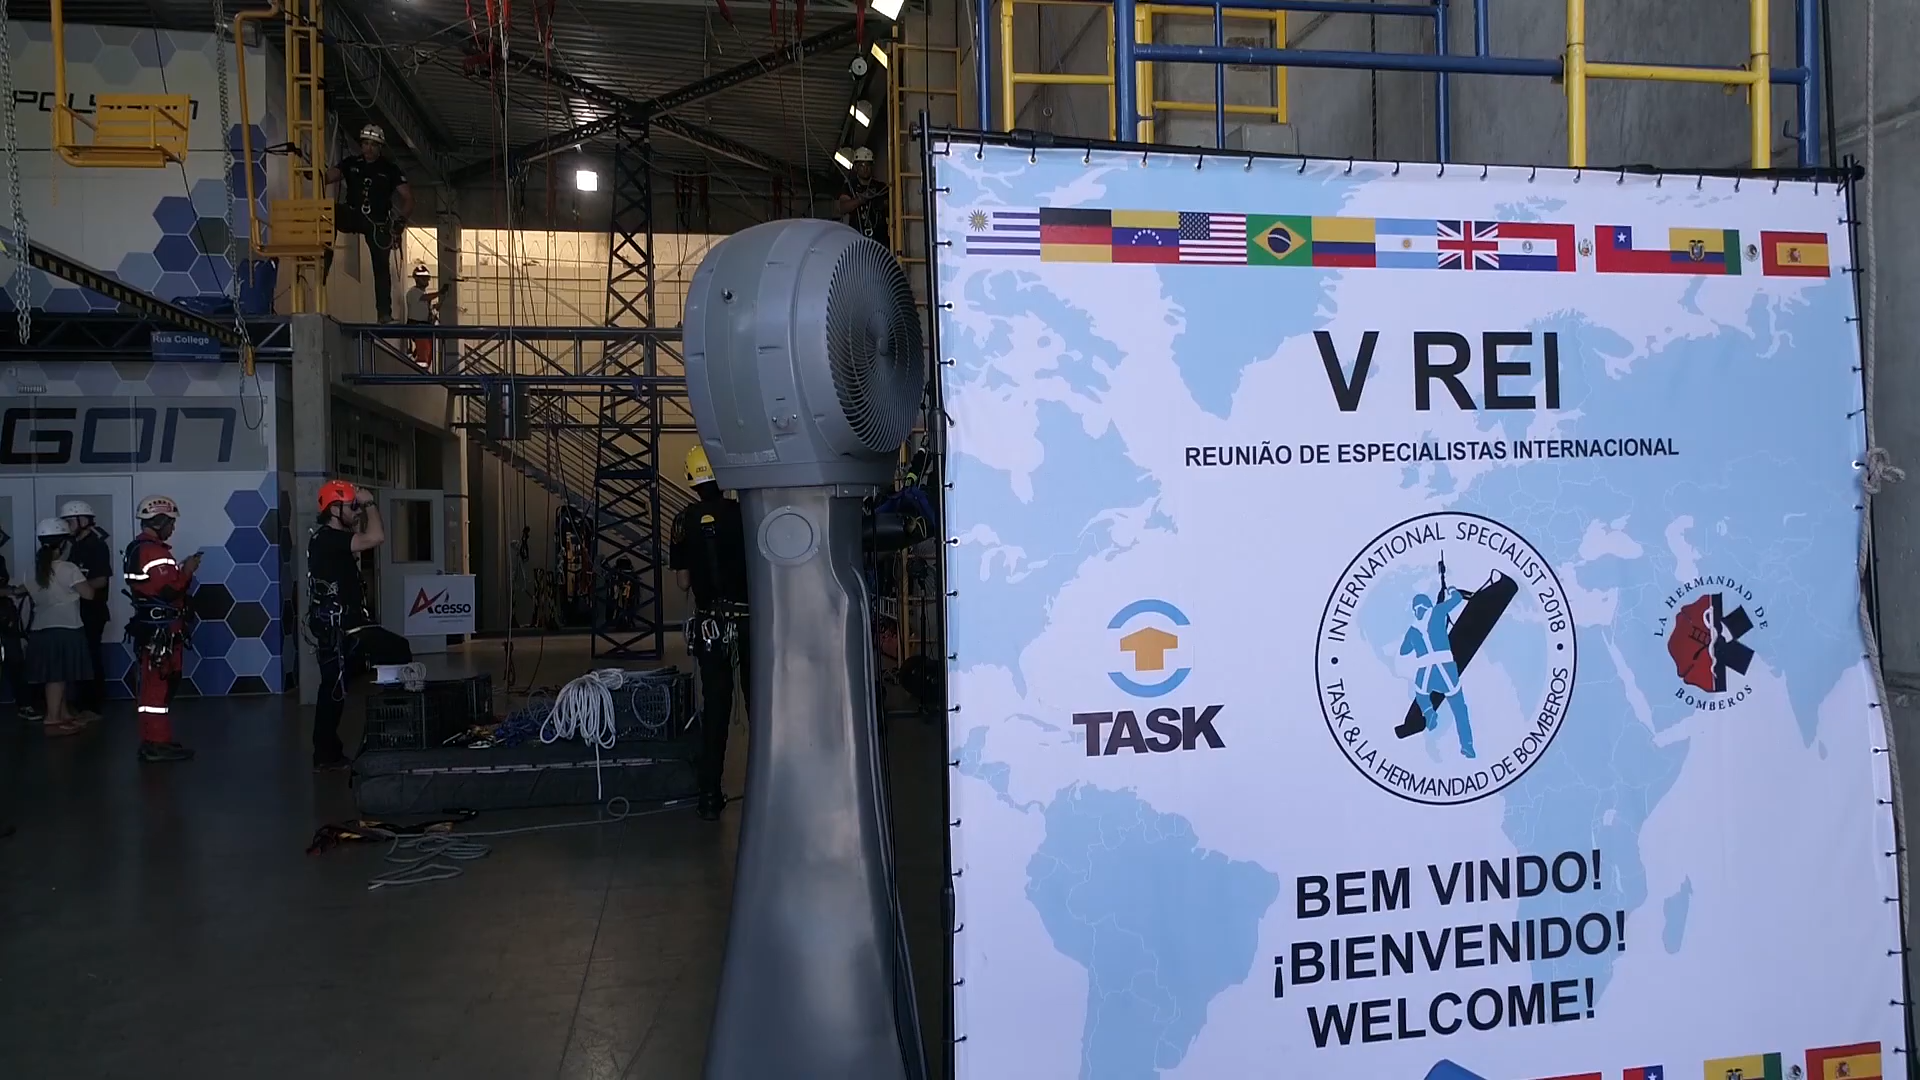 POLYGON
Rua College
GON
Acesso
V REI
REUNIÃO DE ESPECIALISTAS INTERNACIONAL
INTERNATIONAL SPECIALIST 2018
TASK & LA HERMANDAD DE BOMBEROS
TASK
LA HERMANDAD DE
BOMBEROS
BEM VINDO!
¡BIENVENIDO!
WELCOME!